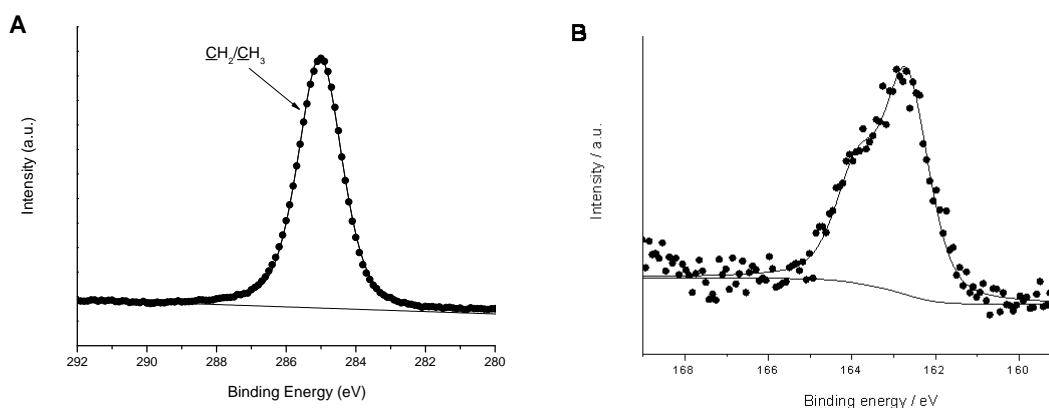 A
CH₂/CH₃
Intensity (a.u.)
292 290 288 286 284 282 280
Binding Energy (eV)
B
Intensity / a.u.
168 166 164 162 160
Binding energy / eV